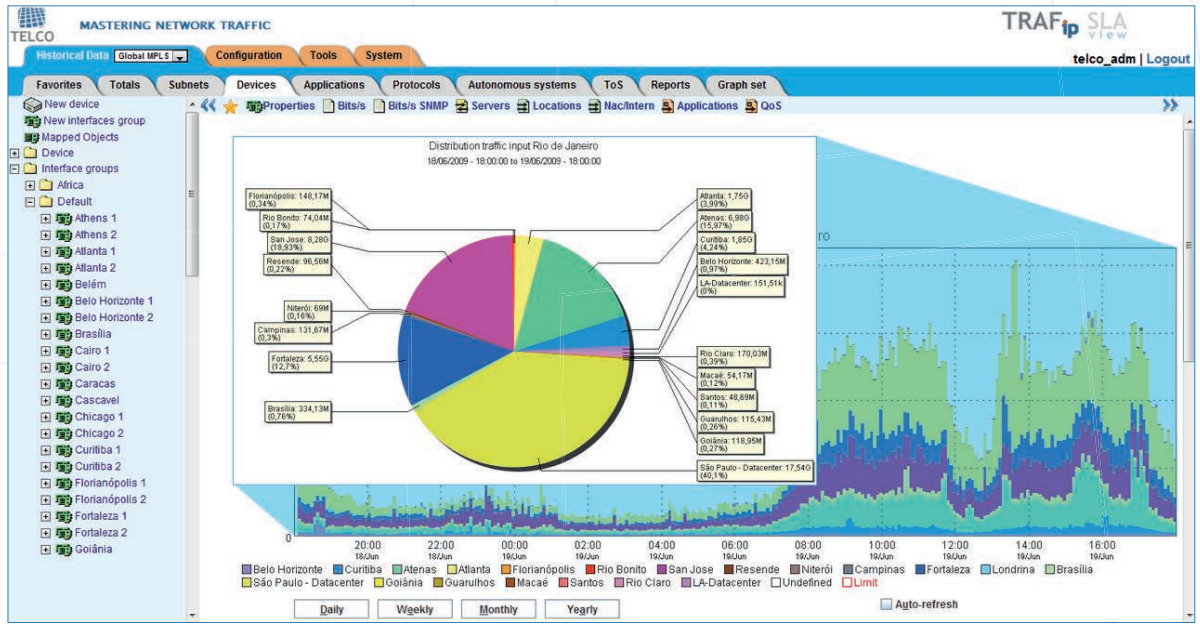 TELCO
MASTERING NETWORK TRAFFIC
TRAFip SLA view
Historical Data Global MPLS Configuration Tools System
telco_adm | Logout
Favorites Totals Subnets Devices Applications Protocols Autonomous systems ToS Reports Graph set
Properties Bits/s Bits/s SNMP Servers Locations Nac/Intern Applications QoS
New device
New interfaces group
Mapped Objects
Device
Interface groups
Africa
Default
Athens 1
Athens 2
Atlanta 1
Atlanta 2
Belém
Belo Horizonte 1
Belo Horizonte 2
Brasília
Cairo 1
Cairo 2
Caracas
Cascavel
Chicago 1
Chicago 2
Curitiba 1
Curitiba 2
Florianópolis 1
Florianópolis 2
Fortaleza 1
Fortaleza 2
Goiânia
Distribution traffic input Rio de Janeiro
18/06/2009 - 18:00:00 to 19/06/2009 - 18:00:00
Florianópolis: 148,17M
(0,34%)
Rio Bonito: 74,04M
(0,17%)
San Jose: 8,28G
(18,93%)
Resende: 96,56M
(0,22%)
Niterói: 69M
(0,16%)
Campinas: 131,67M
(0,3%)
Fortaleza: 5,55G
(12,7%)
Brasília: 334,13M
(0,76%)
Atlanta: 1,75G
(3,99%)
Atenas: 6,98G
(15,97%)
Curitiba: 1,85G
(4,24%)
Belo Horizonte: 423,15M
(0,97%)
LA-Datacenter: 151,51k
(0%)
Rio Claro: 170,03M
(0,39%)
Macaé: 54,17M
(0,12%)
Santos: 48,69M
(0,11%)
Guarulhos: 115,43M
(0,26%)
Goiânia: 118,95M
(0,27%)
São Paulo - Datacenter: 17,54G
(40,1%)
ro
0
20:00 22:00 00:00 02:00 04:00 06:00 08:00 10:00 12:00 14:00 16:00
18/Jun 18/Jun 19/Jun 19/Jun 19/Jun 19/Jun 19/Jun 19/Jun 19/Jun 19/Jun 19/Jun
Belo Horizonte Curitiba Atenas Atlanta Florianópolis Rio Bonito San Jose Resende Niterói Campinas Fortaleza Londrina Brasília
São Paulo - Datacenter Goiânia Guarulhos Macaé Santos Rio Claro LA-Datacenter Undefined Limit
Daily Weekly Monthly Yearly
Auto-refresh